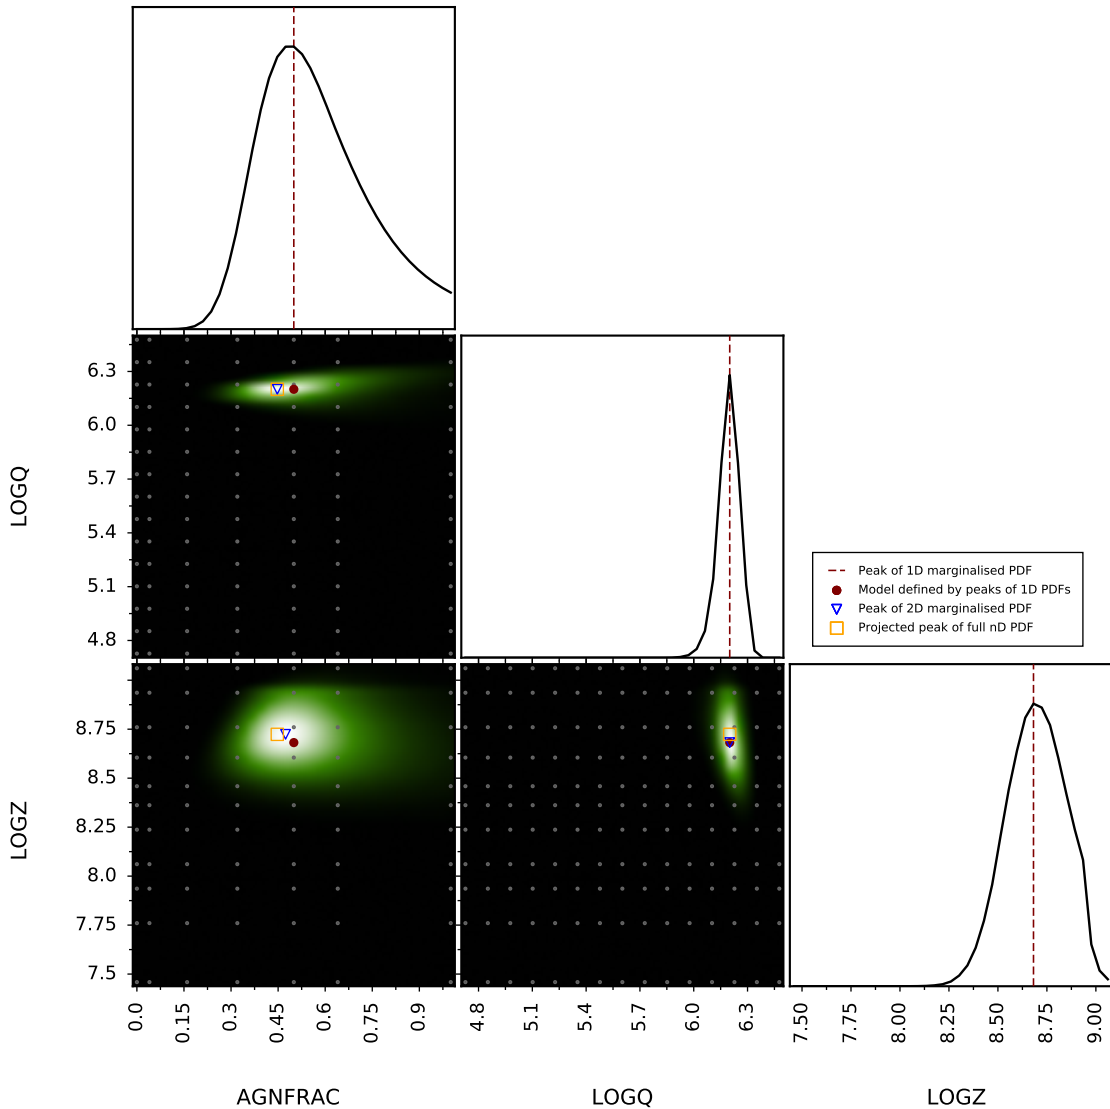 LOGQ
6.3
6.0
5.7
5.4
5.1
4.8
Peak of 1D marginalised PDF
Model defined by peaks of 1D PDFs
Peak of 2D marginalised PDF
Projected peak of full nD PDF
LOGZ
8.75
8.5
8.25
8.0
7.75
7.5
0.0 0.15 0.3 0.45 0.6 0.75 0.9
4.8 5.1 5.4 5.7 6.0 6.3
7.50 7.75 8.00 8.25 8.50 8.75 9.00
AGNFRAC LOGQ LOGZ